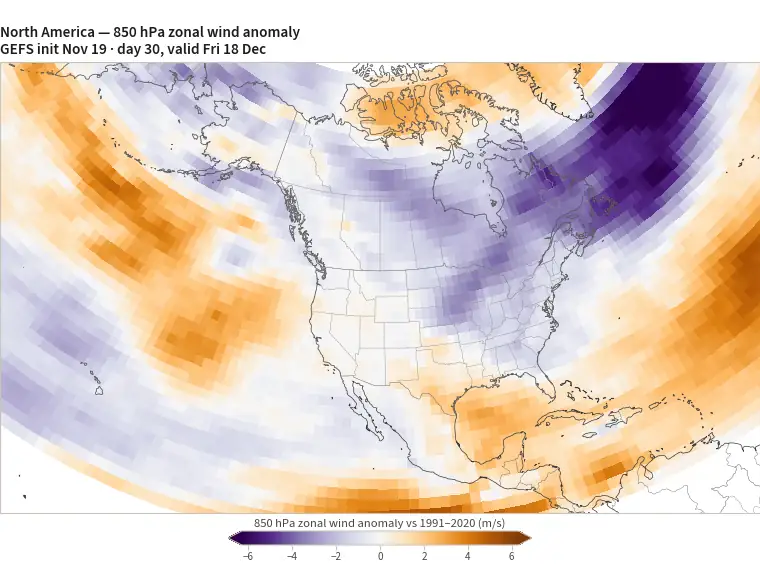 North America — 850 hPa zonal wind anomaly
GEFS init Nov 19 · day 30, valid Fri 18 Dec
850 hPa zonal wind anomaly vs 1991–2020 (m/s)
−6 −4 −2 0 2 4 6